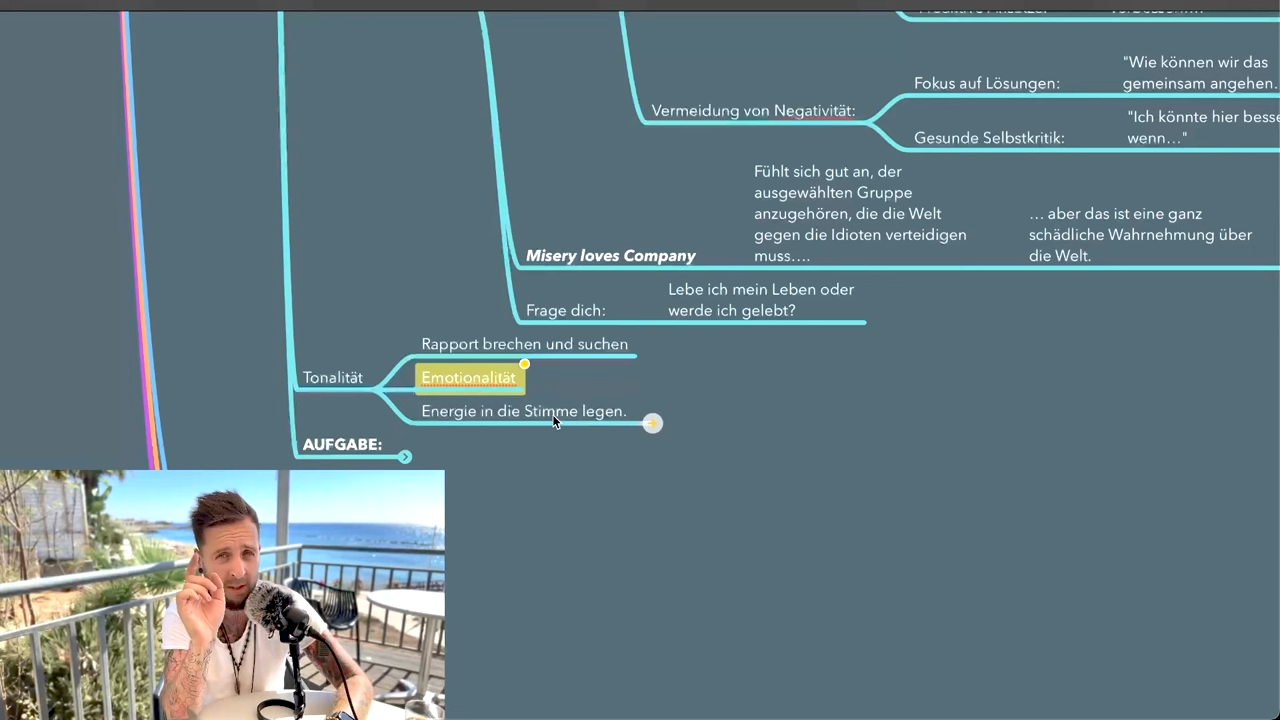 "Wie können wir das
gemeinsam angehen.
Fokus auf Lösungen:
Vermeidung von Negativität:
"Ich könnte hier
wenn…"
Gesunde Selbstkritik:
Fühlt sich gut an, der
ausgewählten Gruppe
anzugehören, die die Welt
gegen die Idioten verteidigen
muss….
… aber das ist eine ganz
schädliche Wahrnehmung über
die Welt.
Misery loves Company
Lebe ich mein Leben oder
werde ich gelebt?
Frage dich:
Rapport brechen und suchen
Tonalität
Emotionalität
Energie in die Stimme legen.
AUFGABE: